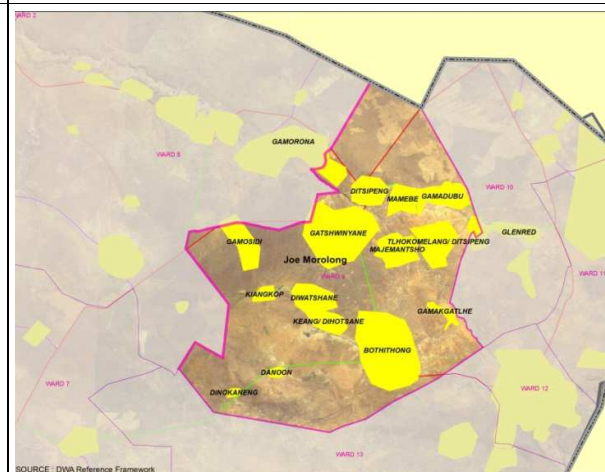 WARD 2
WARD 8
GAMORONA
DITSIPENG
MAMEBE
GAMADUBU
WARD 10
GATSHWINYANE
TLHOKOMELANG/ DITSIPENG
GLENRED
GAMOSIDI
MAJEMANTSHO
Joe Morolong
WARD 9
WARD 11
KIANGKOP
DIWATSHANE
GAMAKGATLHE
KEANG/ DIHOTSANE
BOTHITHONG
DANOON
WARD 7
DINOKANENG
WARD 12
WARD 13
SOURCE : DWA Reference Framework